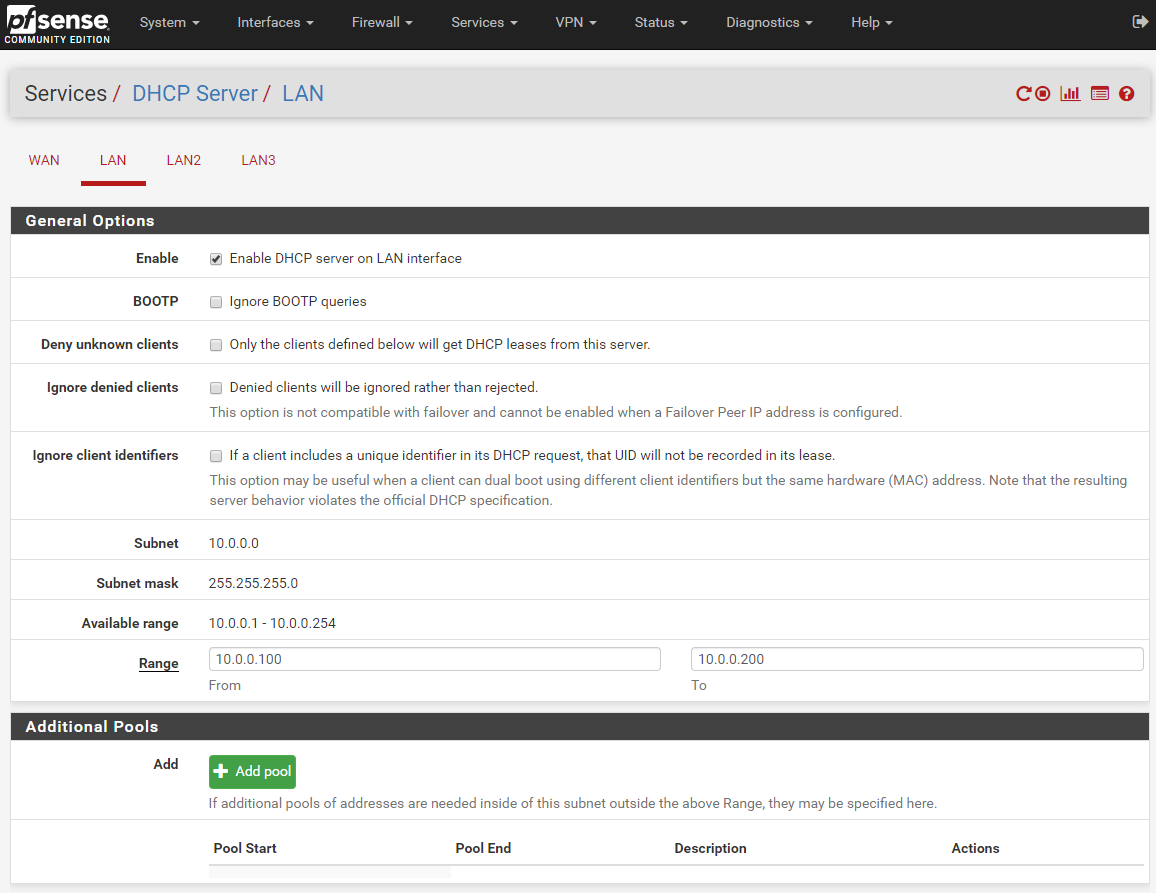 pfsense
COMMUNITY EDITION
System Interfaces Firewall Services VPN Status Diagnostics Help
Services / DHCP Server / LAN
WAN LAN LAN2 LAN3
General Options
Enable Enable DHCP server on LAN interface
BOOTP Ignore BOOTP queries
Deny unknown clients Only the clients defined below will get DHCP leases from this server.
Ignore denied clients Denied clients will be ignored rather than rejected.
This option is not compatible with failover and cannot be enabled when a Failover Peer IP address is configured.
Ignore client identifiers If a client includes a unique identifier in its DHCP request, that UID will not be recorded in its lease.
This option may be useful when a client can dual boot using different client identifiers but the same hardware (MAC) address. Note that the resulting
server behavior violates the official DHCP specification.
Subnet 10.0.0.0
Subnet mask 255.255.255.0
Available range 10.0.0.1 - 10.0.0.254
Range 10.0.0.100 10.0.0.200
From To
Additional Pools
Add Add pool
If additional pools of addresses are needed inside of this subnet outside the above Range, they may be specified here.
Pool Start Pool End Description Actions